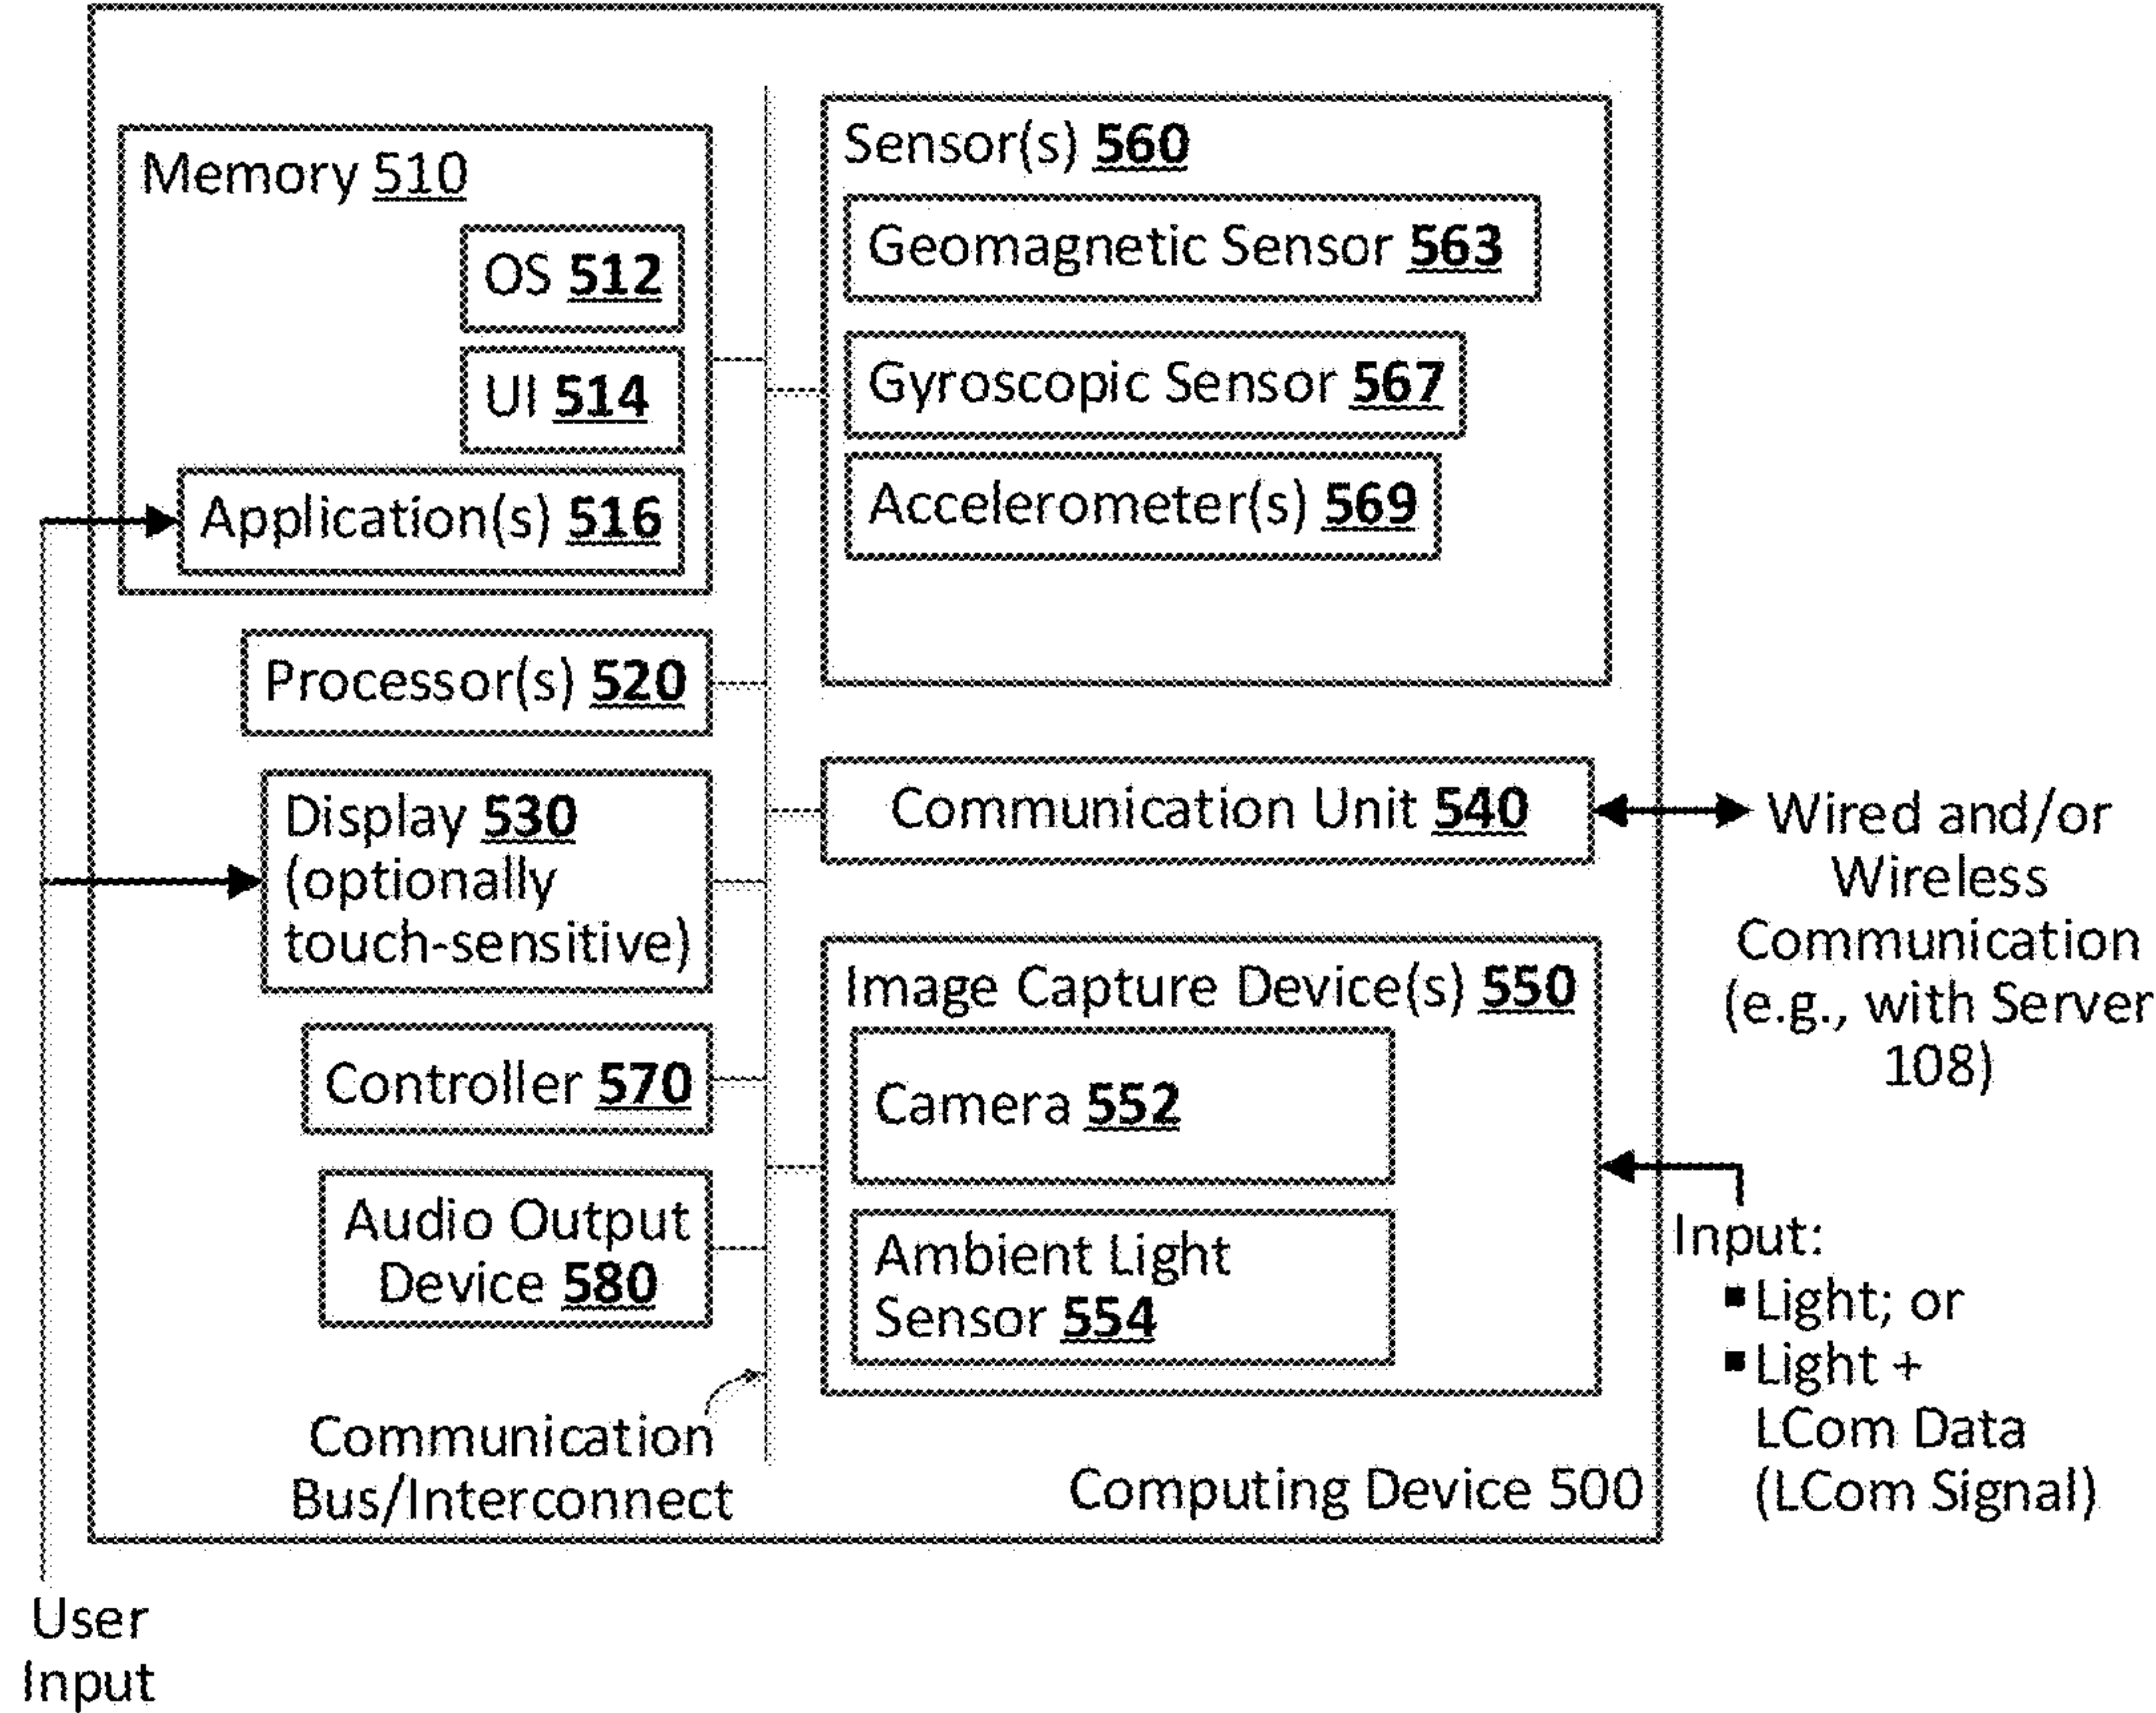 Memory 510
OS 512
UI 514
Application(s) 516
Processor(s) 520
Display 530
(optionally
touch-sensitive)
Controller 570
Audio Output
Device 580
Communication
Bus/Interconnect
Sensor(s) 560
Geomagnetic Sensor 563
Gyroscopic Sensor 567
Accelerometer(s) 569
Communication Unit 540
Image Capture Device(s) 550
Camera 552
Ambient Light
Sensor 554
Computing Device 500
Wired and/or
Wireless
Communication
(e.g., with Server
108)
Input:
▪ Light; or
▪ Light +
LCom Data
(LCom Signal)
User
Input